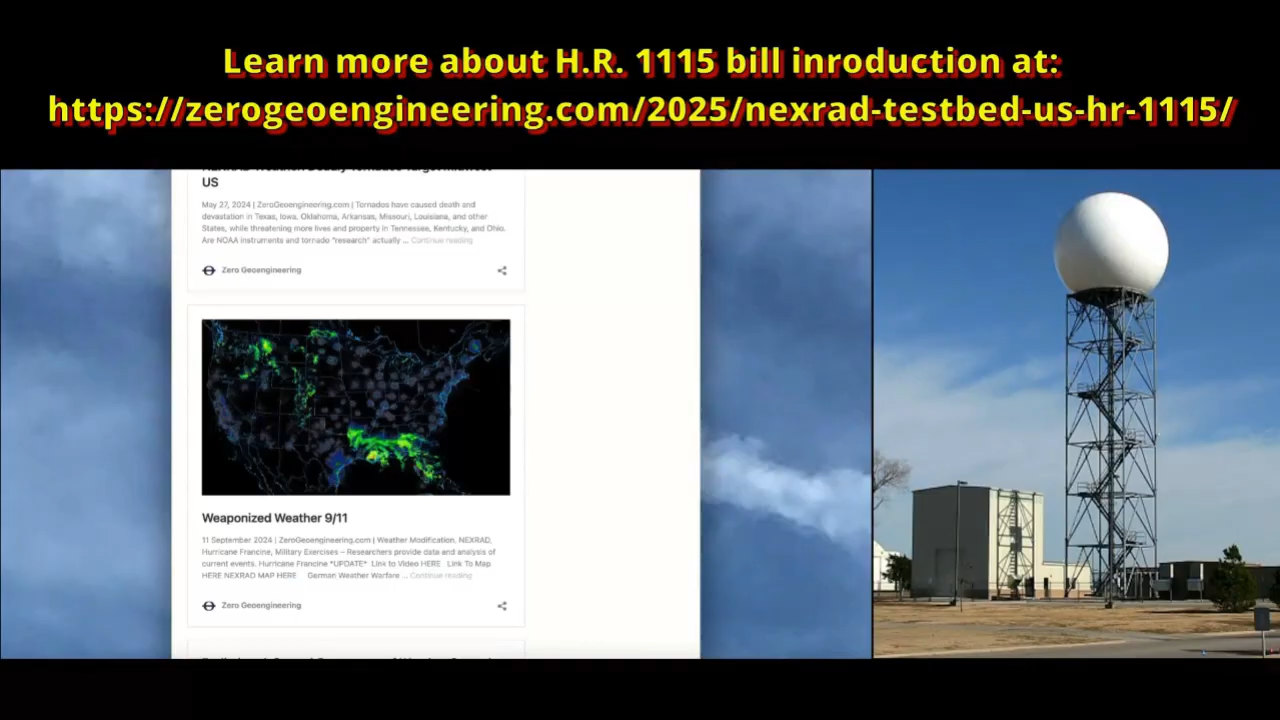 Learn more about H.R. 1115 bill inroduction at:
https://zerogeoengineering.com/2025/nexrad-testbed-us-hr-1115/
US
May 27, 2024 | ZeroGeoengineering.com | Tornados have caused death and
devastation in Texas, Iowa, Oklahoma, Arkansas, Missouri, Louisiana, and other
States, while threatening more lives and property in Tennessee, Kentucky, and Ohio.
Are NOAA instruments and tornado "research" actually ... Continue reading
Zero Geoengineering
Weaponized Weather 9/11
11 September 2024 | ZeroGeoengineering.com | Weather Modification, NEXRAD,
Hurricane Francine, Military Exercises – Researchers provide data and analysis of
current events. Hurricane Francine *UPDATE* Link to Video HERE Link To Map
HERE NEXRAD MAP HERE German Weather Warfare ... Continue reading
Zero Geoengineering